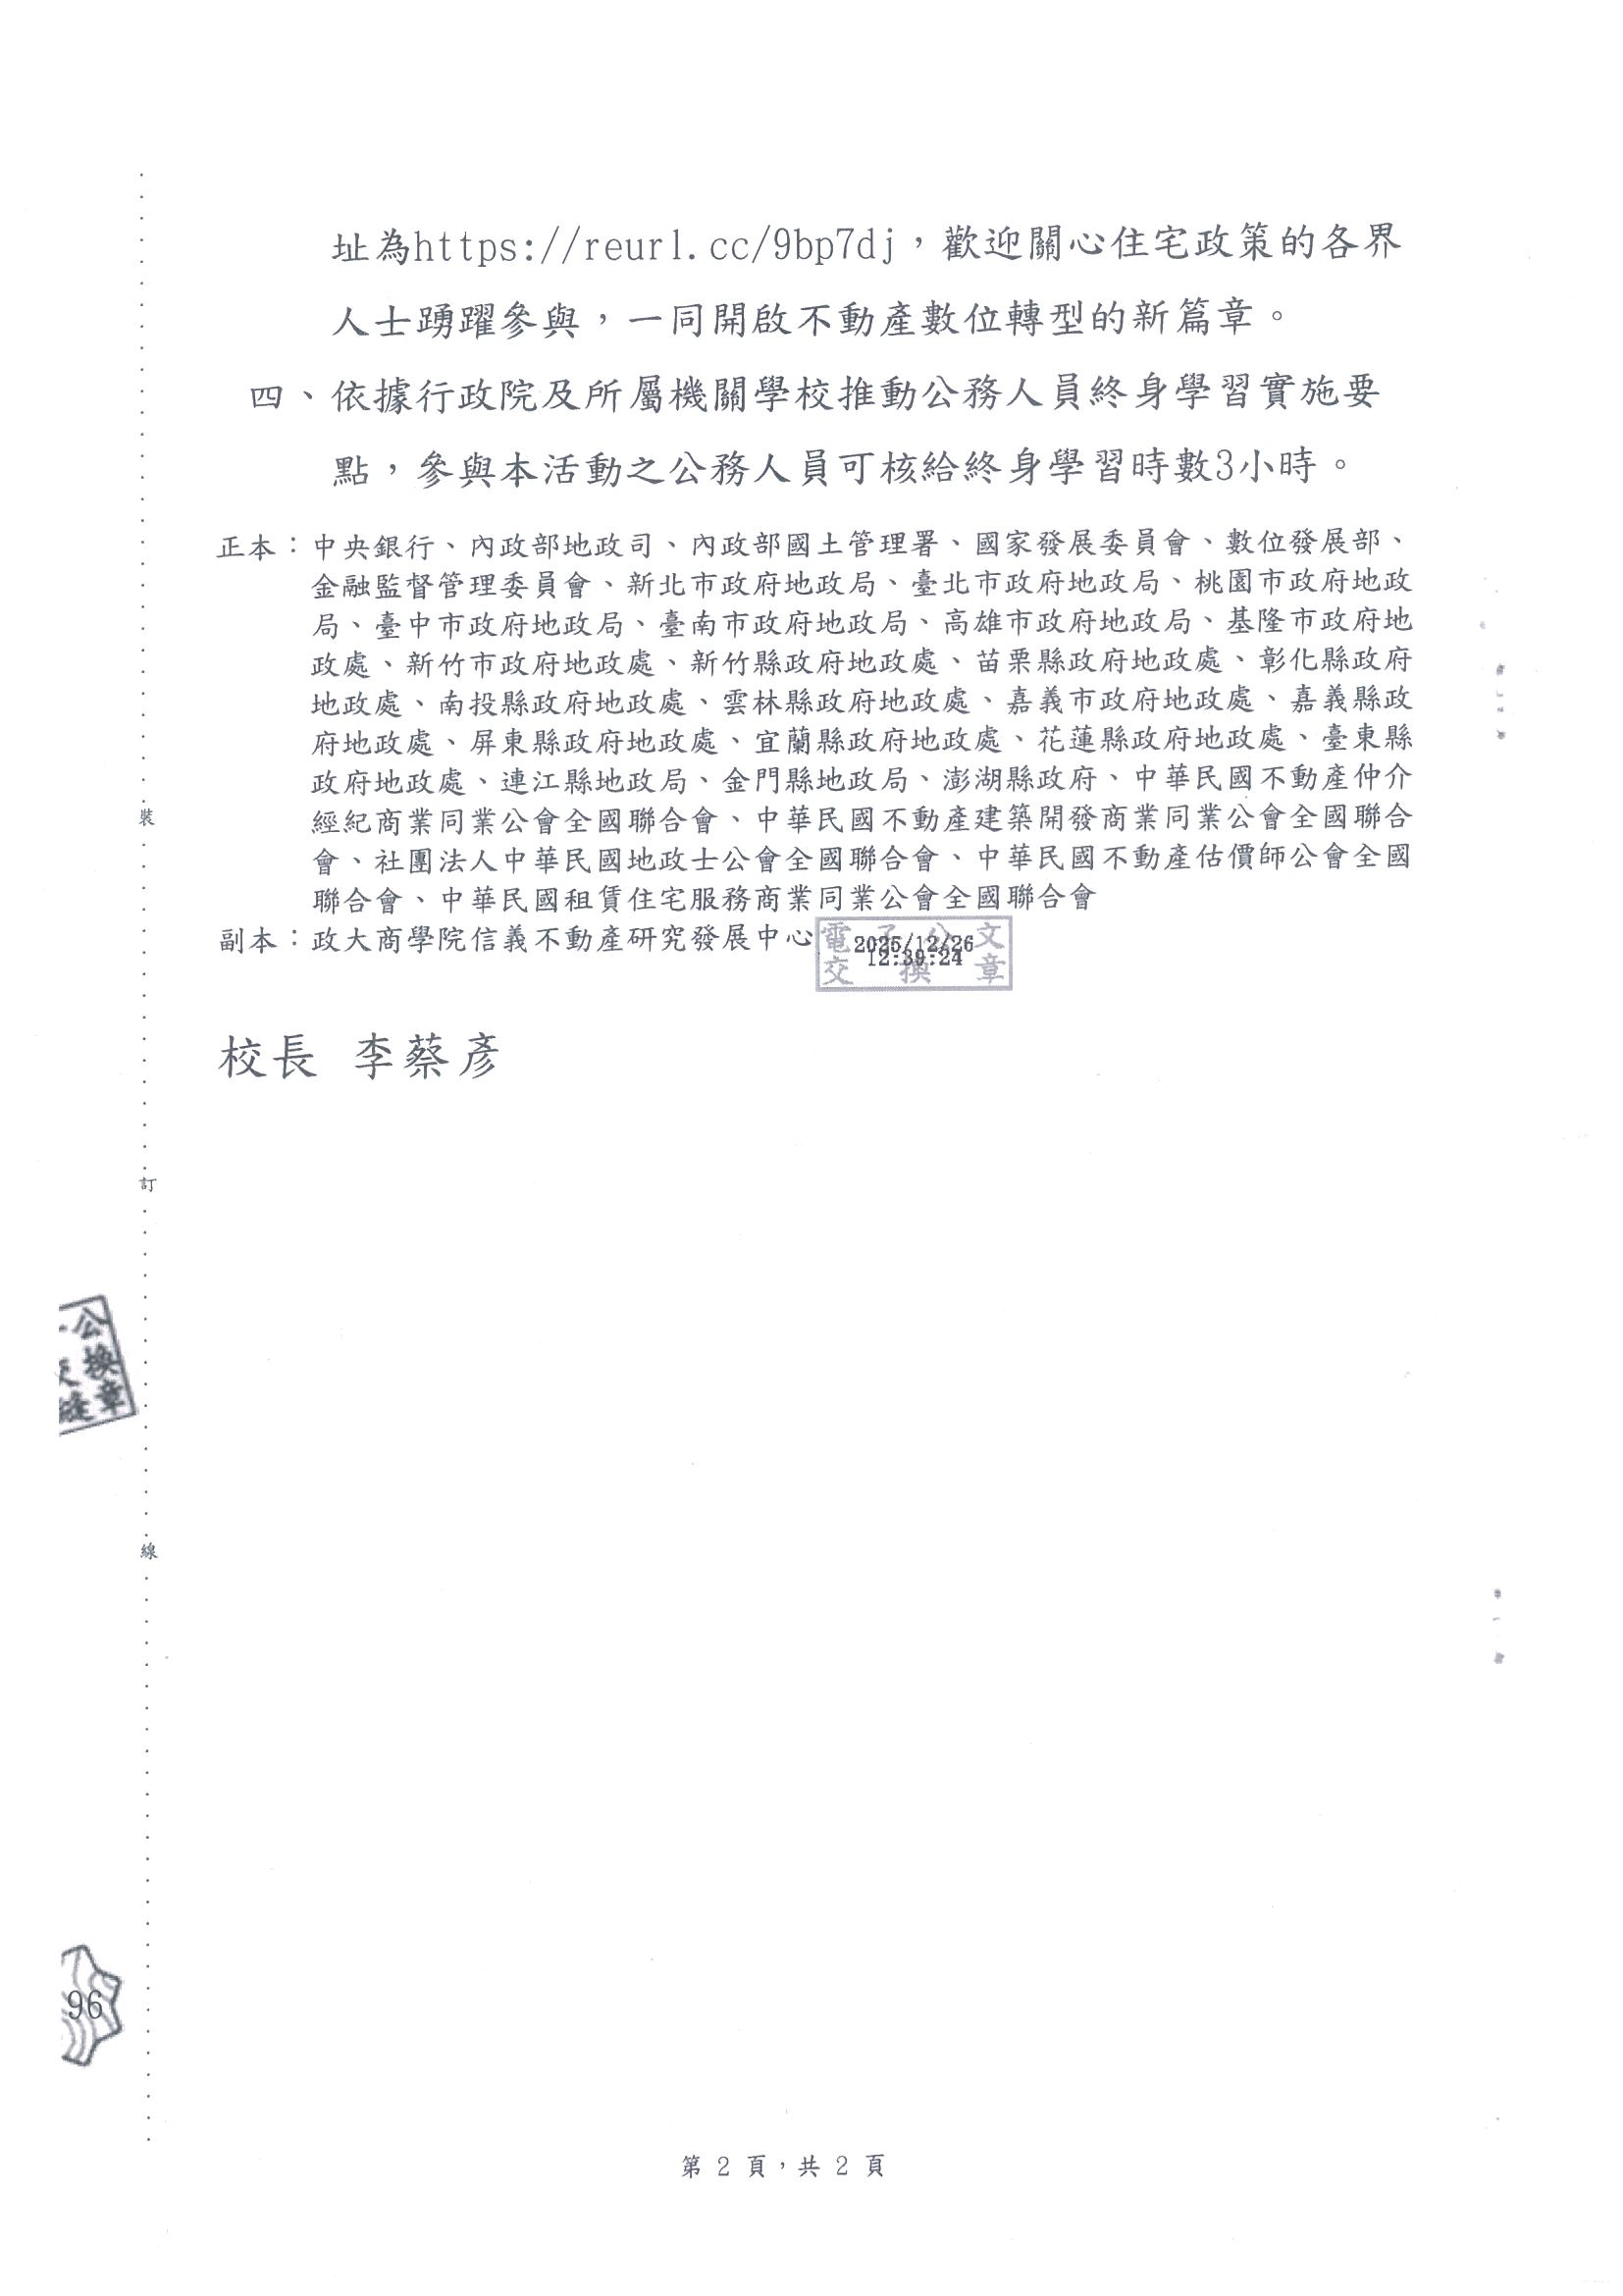 址為https://reurl.cc/9bp7dj，歡迎關心住宅政策的各界
人士踴躍參與，一同開啟不動產數位轉型的新篇章。
四、依據行政院及所屬機關學校推動公務人員終身學習實施要
點，參與本活動之公務人員可核給終身學習時數3小時。
正本：中央銀行、內政部地政司、內政部國土管理署、國家發展委員會、數位發展部、
金融監督管理委員會、新北市政府地政局、臺北市政府地政局、桃園市政府地政
局、臺中市政府地政局、臺南市政府地政局、高雄市政府地政局、基隆市政府地
政處、新竹市政府地政處、新竹縣政府地政處、苗栗縣政府地政處、彰化縣政府
地政處、南投縣政府地政處、雲林縣政府地政處、嘉義市政府地政處、嘉義縣政
府地政處、屏東縣政府地政處、宜蘭縣政府地政處、花蓮縣政府地政處、臺東縣
政府地政處、連江縣地政局、金門縣地政局、澎湖縣政府、中華民國不動產仲介
經紀商業同業公會全國聯合會、中華民國不動產建築開發商業同業公會全國聯合
會、社團法人中華民國地政士公會全國聯合會、中華民國不動產估價師公會全國
聯合會、中華民國租賃住宅服務商業同業公會全國聯合會
副本：政大商學院信義不動產研究發展中心
電子公文
交換章
2025/12/26
12:39:24
校長 李蔡彥
裝
訂
線
公
換
章
96
第 2 頁，共 2 頁